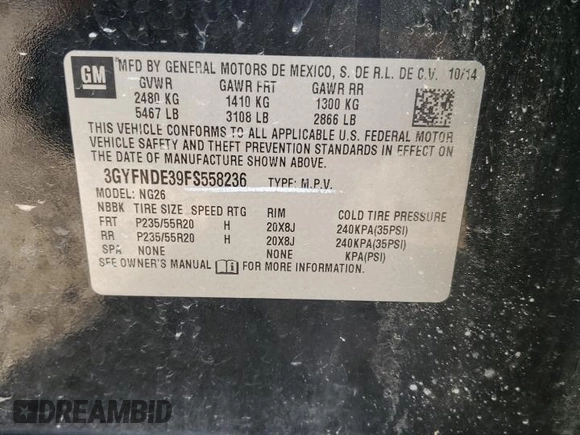 GM
MFD BY GENERAL MOTORS DE MEXICO, S. DE R.L. DE C.V. 10/14
GVWR GAWR FRT GAWR RR
2480 KG 1410 KG 1300 KG
5467 LB 3108 LB 2866 LB
THIS VEHICLE CONFORMS TO ALL APPLICABLE U.S. FEDERAL MOTOR
VEHICLE SAFETY AND THEFT PREVENTION STANDARDS IN EFFECT
ON THE DATE OF MANUFACTURE SHOWN ABOVE.
3GYFNDE39FS558236 TYPE: M.P.V.
MODEL: NG26
NBBK TIRE SIZE SPEED RTG RIM COLD TIRE PRESSURE
FRT P235/55R20 H 20X8J 240KPA(35PSI)
RR P235/55R20 H 20X8J 240KPA(35PSI)
SPA NONE NONE KPA(PSI)
SEE OWNER'S MANUAL i FOR MORE INFORMATION.
DREAMBID